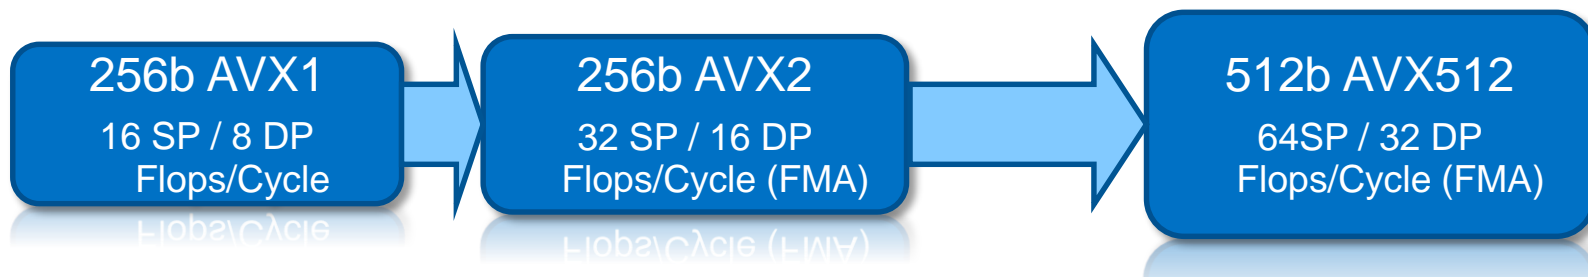 256b AVX1
16 SP / 8 DP
Flops/Cycle
256b AVX2
32 SP / 16 DP
Flops/Cycle (FMA)
512b AVX512
64SP / 32 DP
Flops/Cycle (FMA)